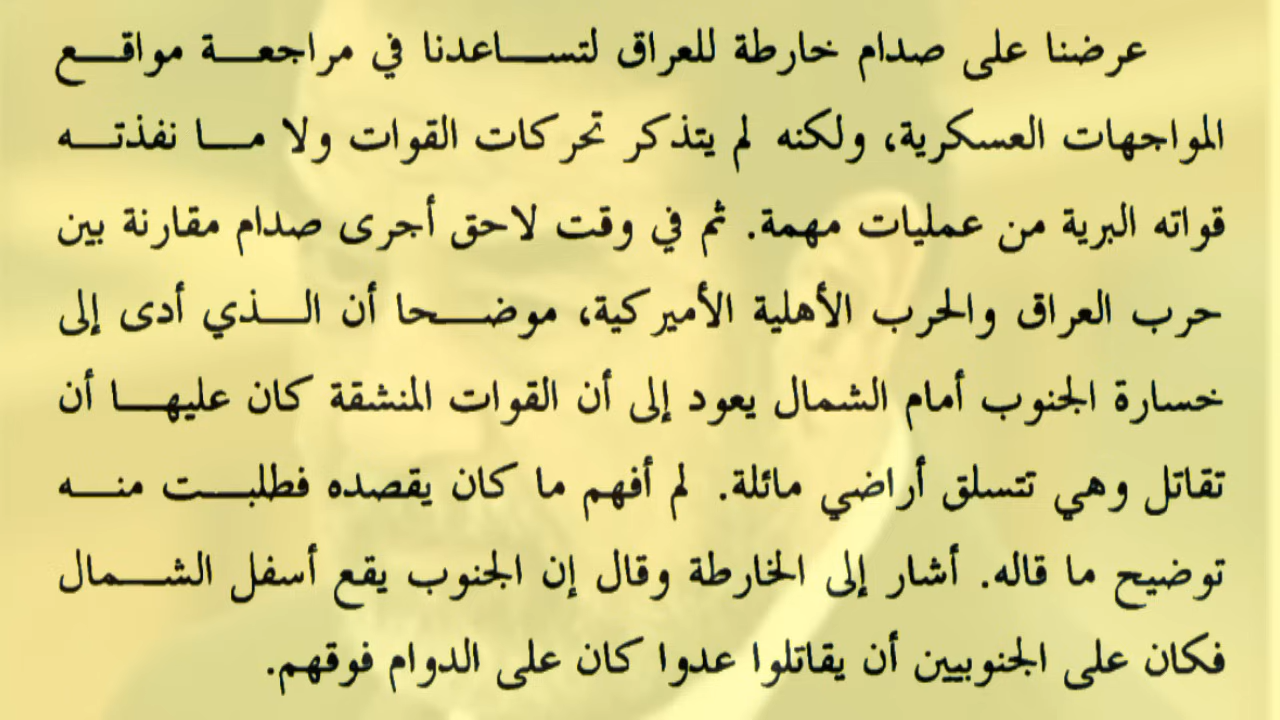 عرضنا على صدام خارطة للعراق لتساعدنا في مراجعة مواقع
المواجهات العسكرية، ولكنه لم يتذكر تحركات القوات ولا ما نفذته
قواته البرية من عمليات مهمة. ثم في وقت لاحق أجرى صدام مقارنة بين
حرب العراق والحرب الأهلية الأميركية، موضحا أن الذي أدى إلى
خسارة الجنوب أمام الشمال يعود إلى أن القوات المنشقة كان عليها أن
تقاتل وهي تتسلق أراضي مائلة. لم أفهم ما كان يقصده فطلبت منه
توضيح ما قاله. أشار إلى الخارطة وقال إن الجنوب يقع أسفل الشمال
فكان على الجنوبيين أن يقاتلوا عدوا كان على الدوام فوقهم.